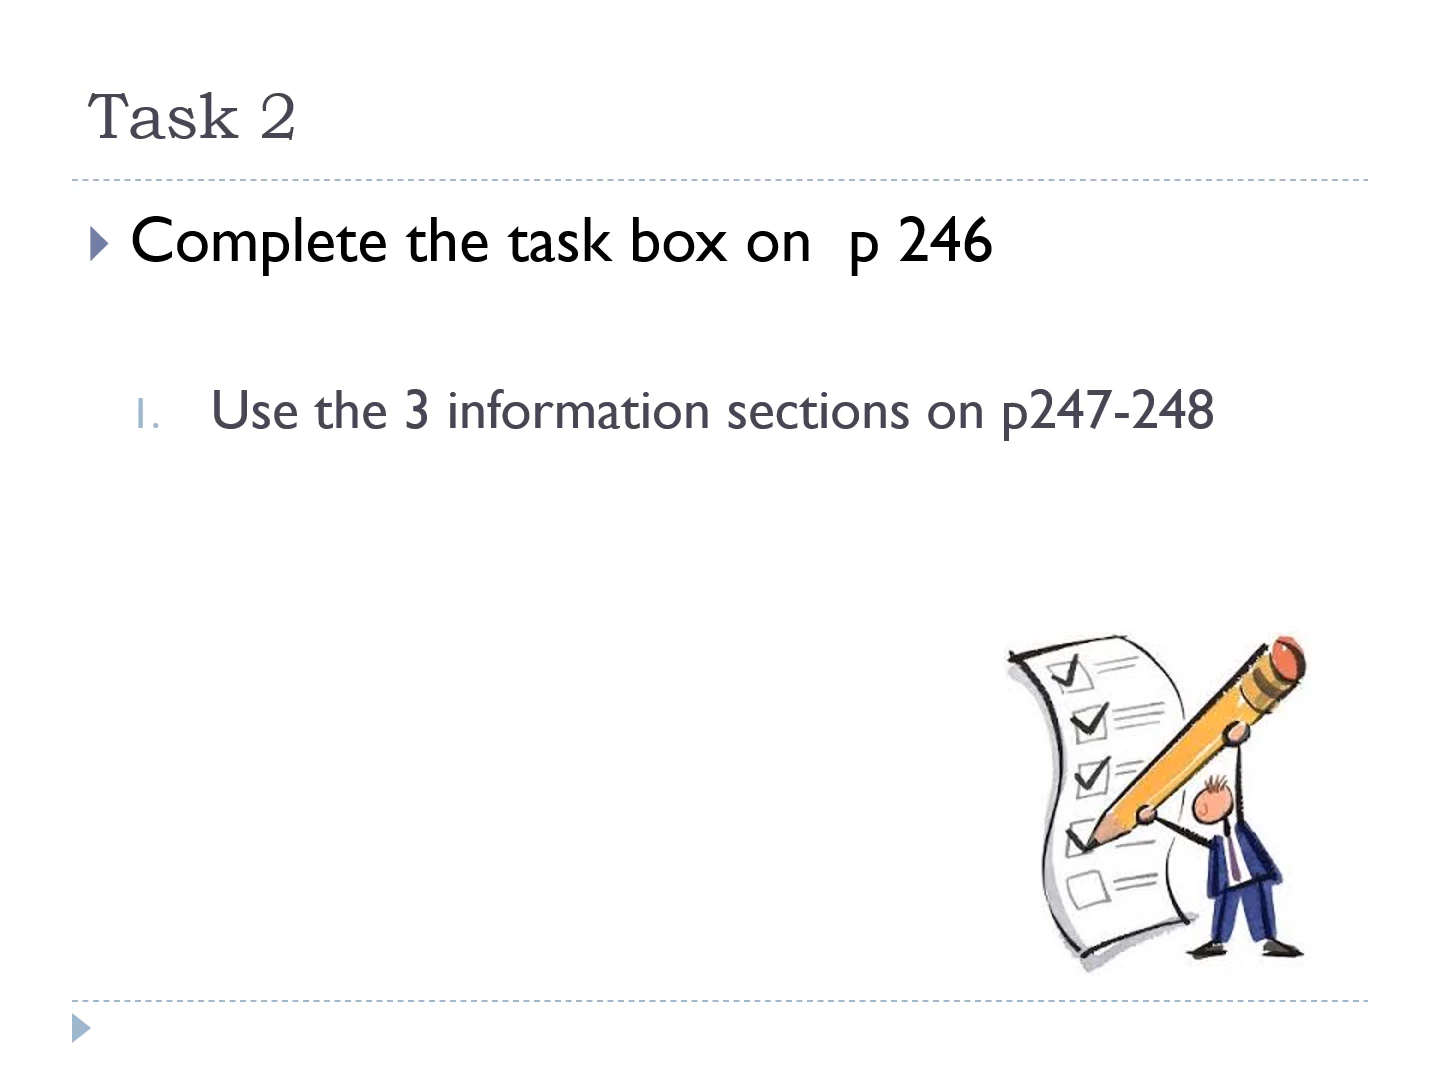 Task 2
Complete the task box on  p 246
1. Use the 3 information sections on p247-248